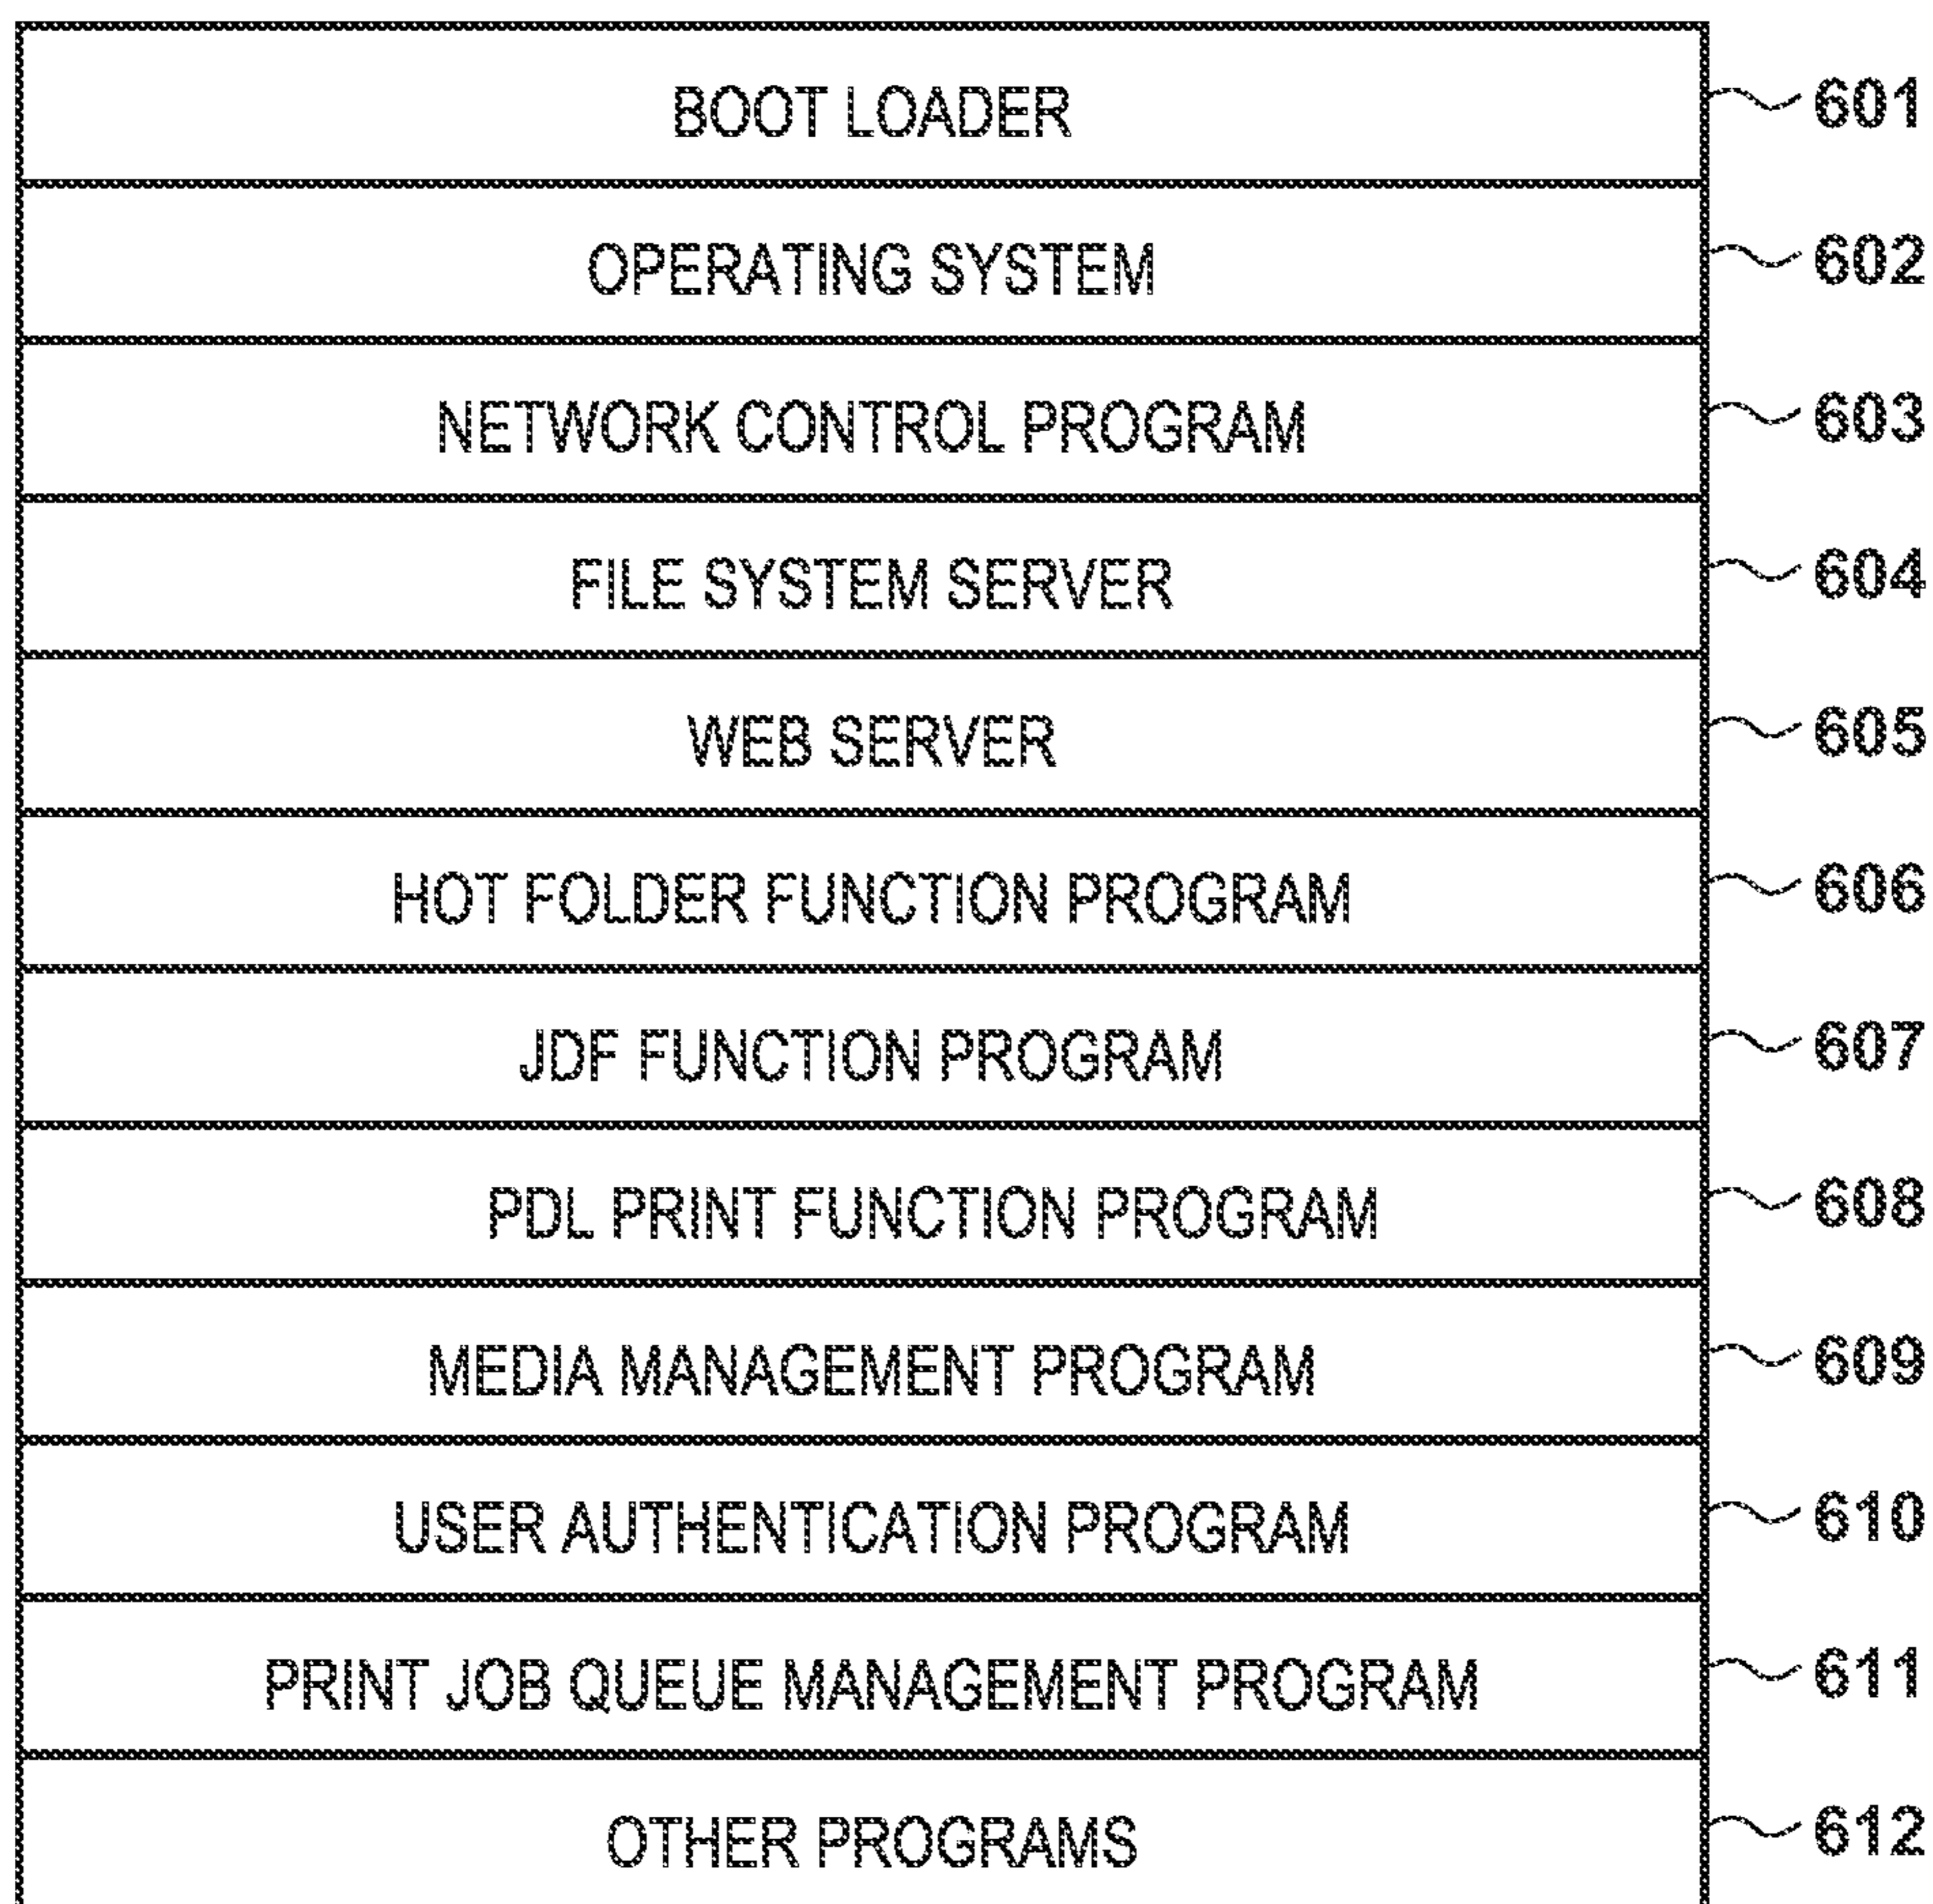 BOOT LOADER 601
OPERATING SYSTEM 602
NETWORK CONTROL PROGRAM 603
FILE SYSTEM SERVER 604
WEB SERVER 605
HOT FOLDER FUNCTION PROGRAM 606
JDF FUNCTION PROGRAM 607
PDL PRINT FUNCTION PROGRAM 608
MEDIA MANAGEMENT PROGRAM 609
USER AUTHENTICATION PROGRAM 610
PRINT JOB QUEUE MANAGEMENT PROGRAM 611
OTHER PROGRAMS 612